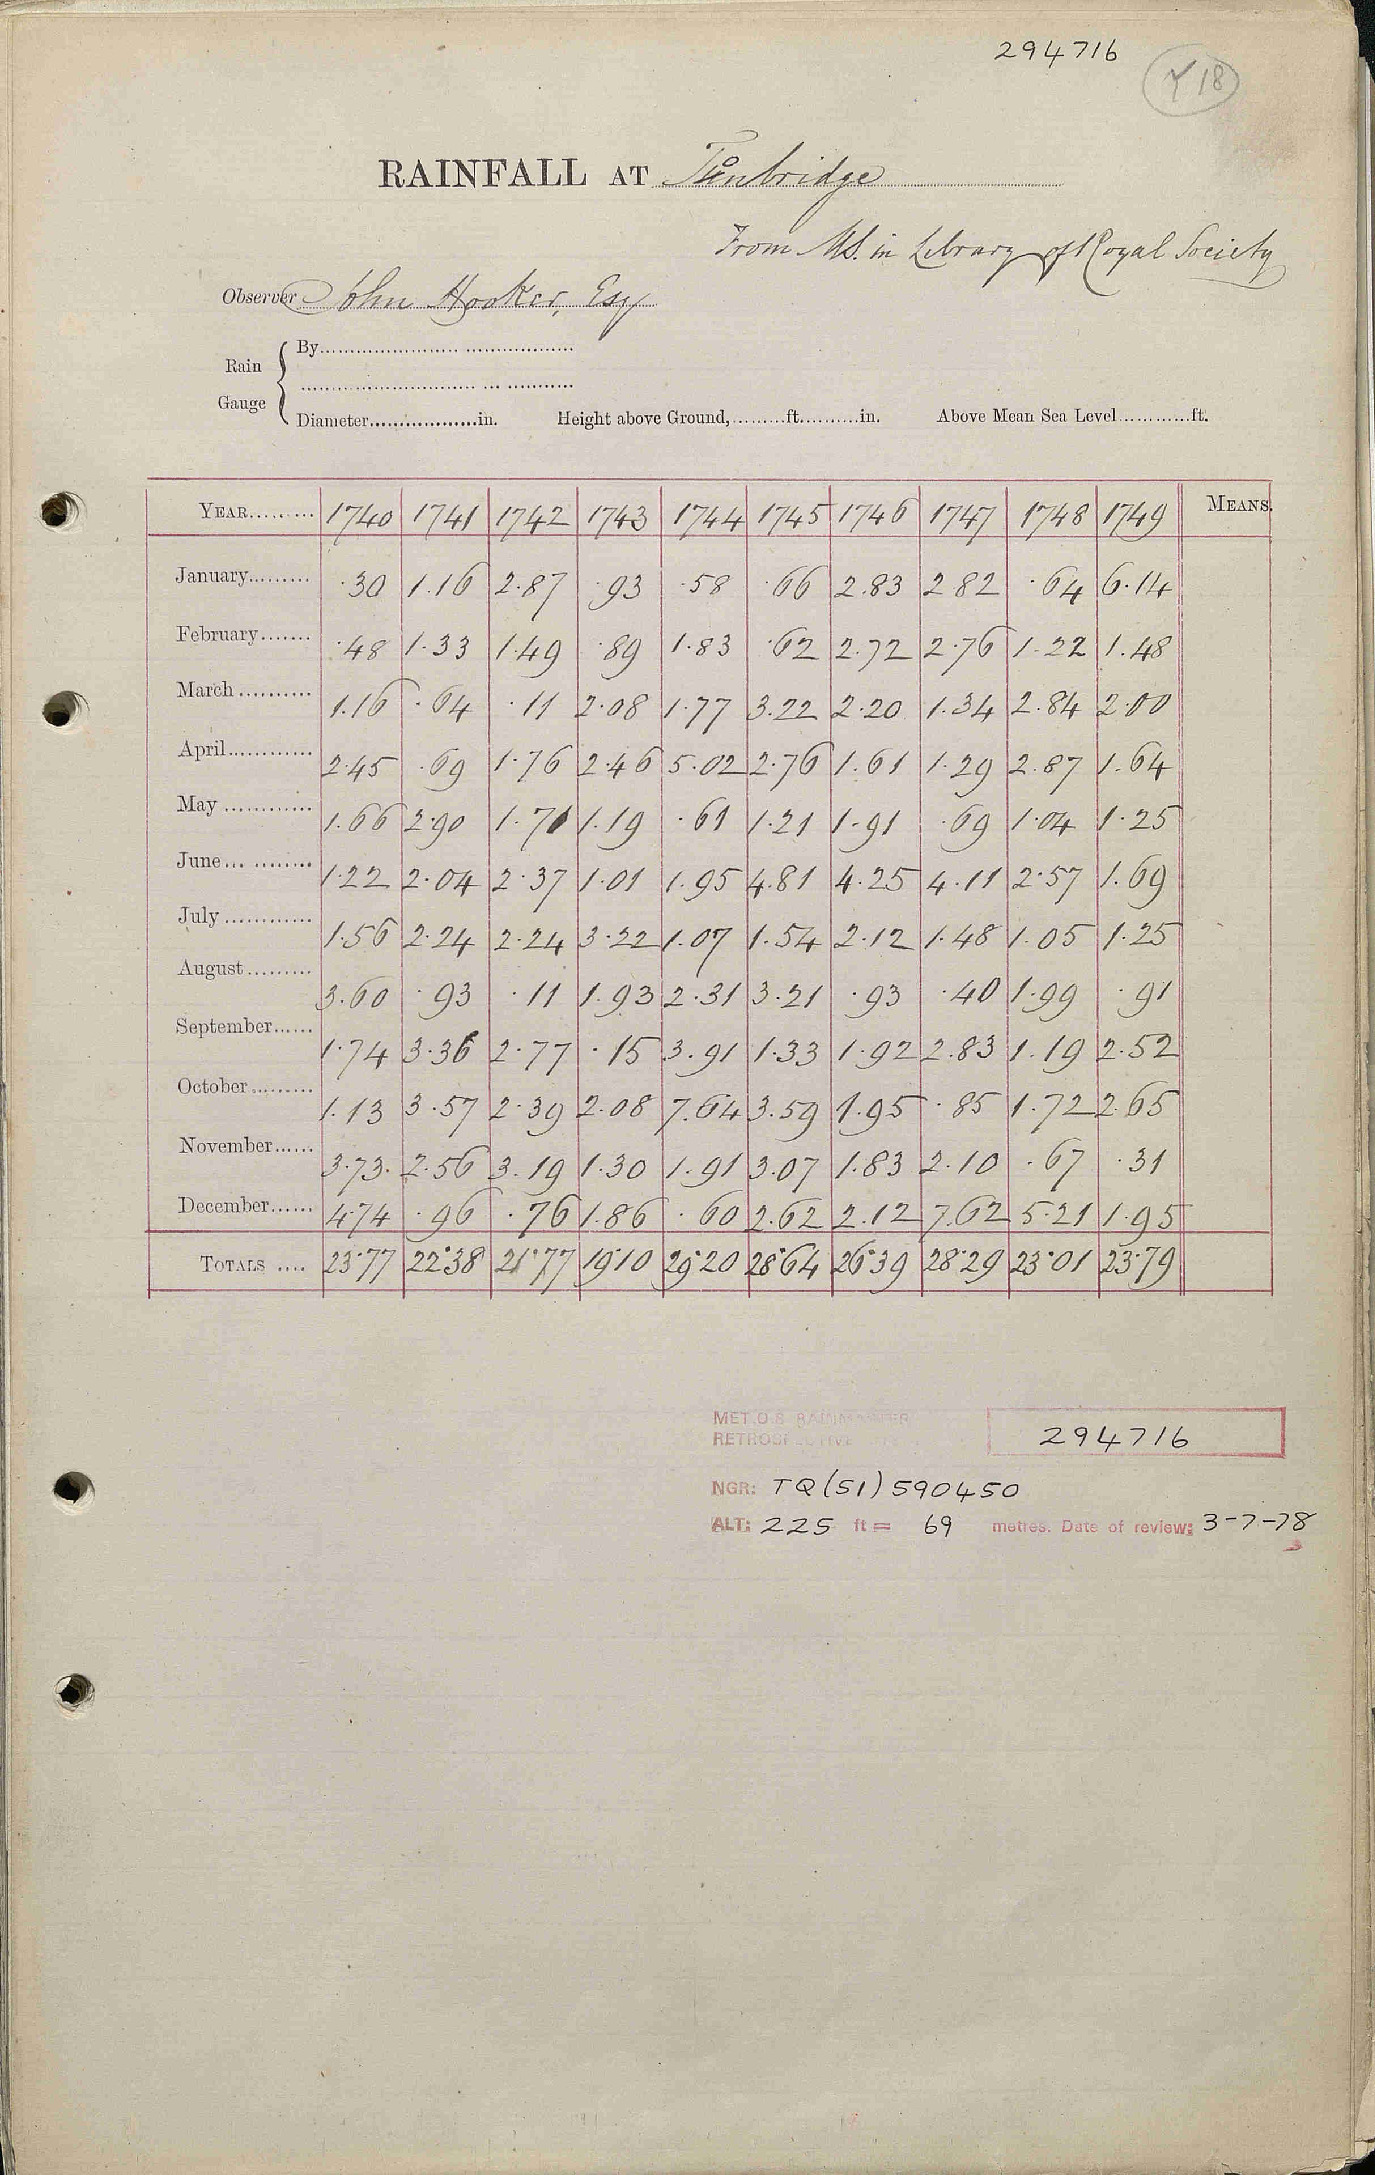 294716
18
RAINFALL AT Tunbridge
From MS. in Library of Royal Society
Observer John Hooker, Esq
Rain Gauge { By
Diameter in. Height above Ground, ft. in. Above Mean Sea Level ft.
YEAR 1740 1741 1742 1743 1744 1745 1746 1747 1748 1749 MEANS.
January ·30 1.16 2·87 ·93 ·58 ·66 2.83 2 82 ·64 6·14
February ·48 1·33 1·49 ·89 1·83 ·62 2.72 2·76 1·22 1.48
March 1.16 ·64 ·11 2·08 1·77 3.22 2·20 1·34 2.84 2·00
April 2·45 ·69 1·76 2·46 5·02 2·76 1.61 1·29 2.87 1.64
May 1.66 2·90 1·71 1·19 ·61 1·21 1·91 ·69 1·04 1·25
June 1·22 2·04 2·37 1·01 1.95 4.81 4·25 4·11 2·57 1.69
July 1·56 2·24 2·24 3·22 1·07 1.54 2·12 1·48 1·05 1·25
August 3.60 ·93 ·11 1.93 2·31 3·21 ·93 ·40 1·99 ·91
September 1·74 3·36 2·77 ·15 3.91 1·33 1·92 2.83 1·19 2·52
October 1.13 3·57 2·39 2·08 7.64 3.59 1.95 ·85 1·72 2.65
November 3·73. 2·56 3.19 1·30 1.91 3·07 1.83 2·10 ·67 ·31
December 4·74 ·96 ·76 1.86 ·60 2.62 2.12 7.62 5·21 1·95
TOTALS 23·77 22·38 21·77 19·10 29·20 28·64 26·39 28·29 23·01 23·79
MET.O.8 RAINMASTER
RETROSPECTIVE 294716
NGR: TQ(51)590450
ALT: 225 ft = 69 metres. Date of review: 3-7-78